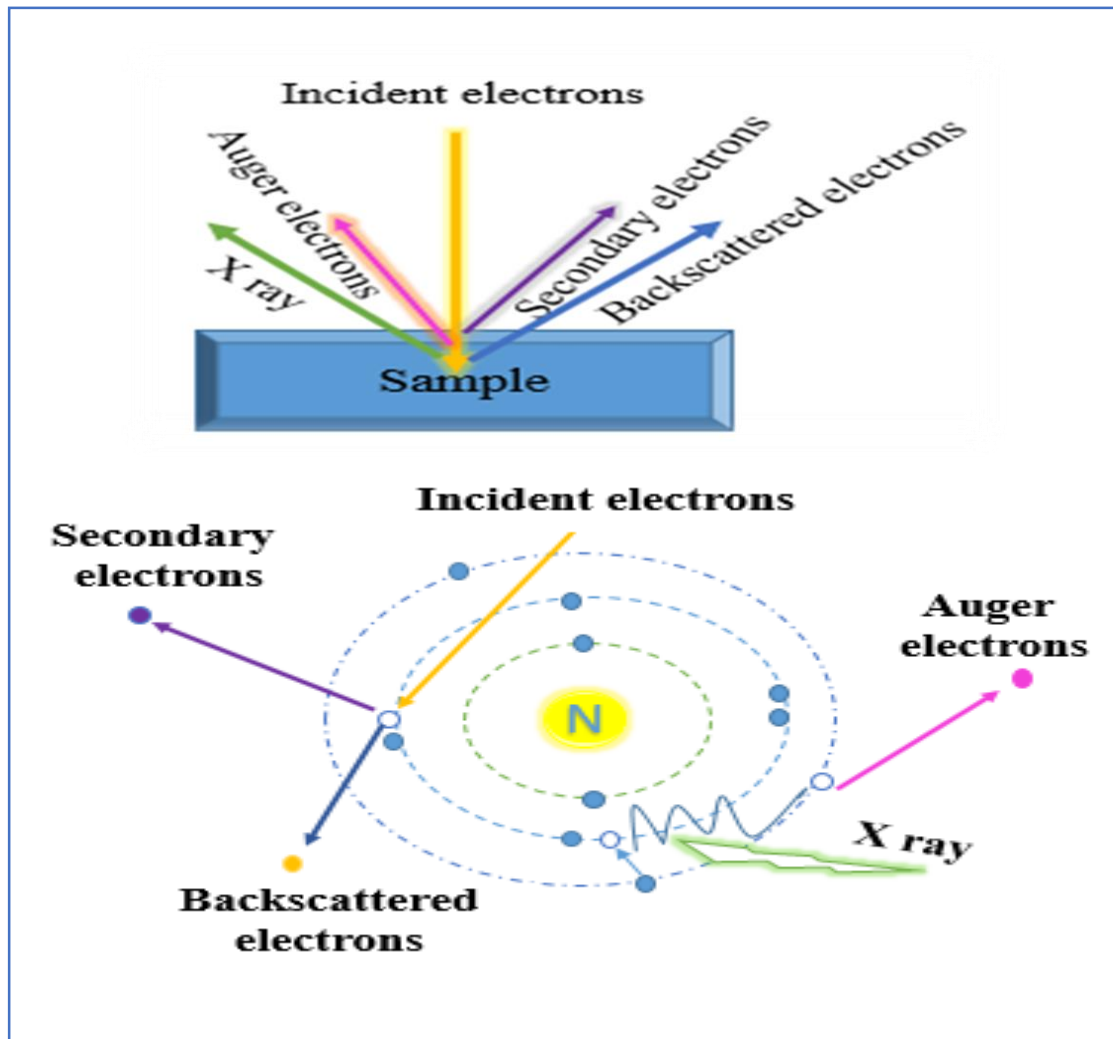 Incident electrons
Auger electrons
X ray
Secondary electrons
Backscattered electrons
Sample
Incident electrons
Secondary
electrons
Auger
electrons
N
X ray
Backscattered
electrons